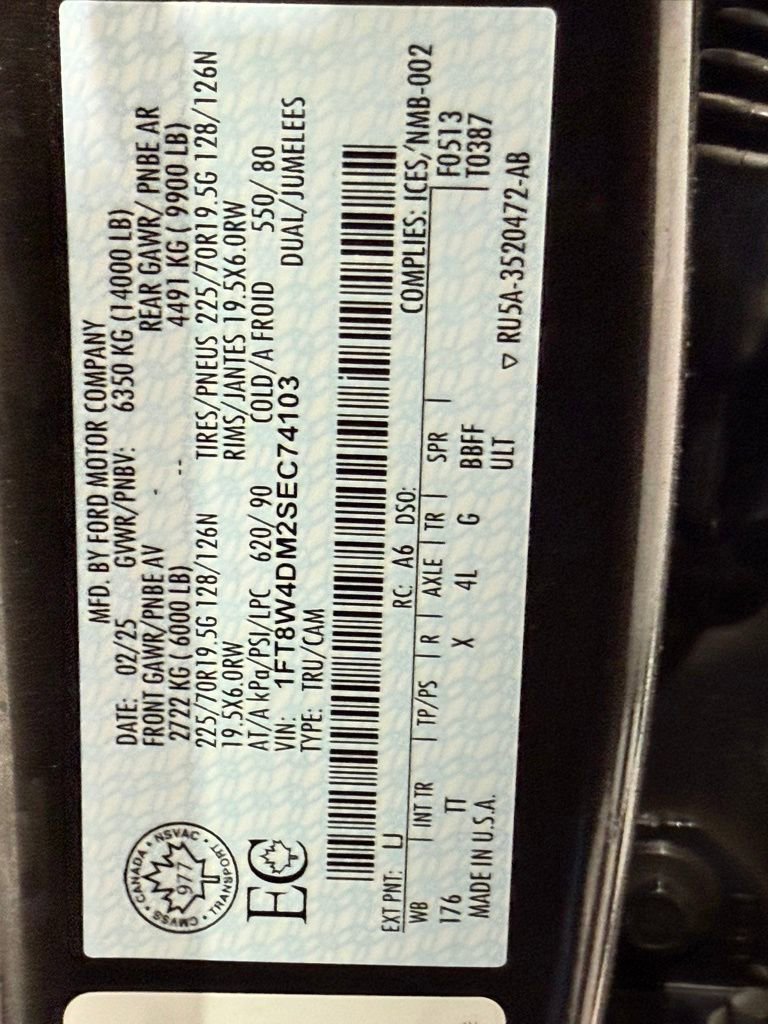 MFD. BY FORD MOTOR COMPANY
DATE: 02/25 GVWR/PNBV: 6350 KG (14000 LB)
FRONT GAWR/PNBE AV - REAR GAWR/ PNBE AR
2722 KG ( 6000 LB) -- 4491 KG ( 9900 LB)
225/70R19.5G 128/126N TIRES/PNEUS 225/70R19.5G 128/126N
19.5X6.0RW RIMS/JANTES 19.5X6.0RW
AT/A kPa/PSI/LPC 620/ 90 COLD/A FROID 550/ 80
VIN: 1FT8W4DM2SEC74103 DUAL/JUMELEES
TYPE: TRU/CAM
CANADA • NSVAC • TRANSPORT • CMVSS •
977
EC
EXT PNT: LJ RC: A6 DSO: COMPLIES: ICES/NMB-002
WB INT TR TP/PS R AXLE TR SPR F0513
176 TT X 4L G BBFF T0387
ULT
MADE IN U.S.A. ▽ RU5A-3520472-AB